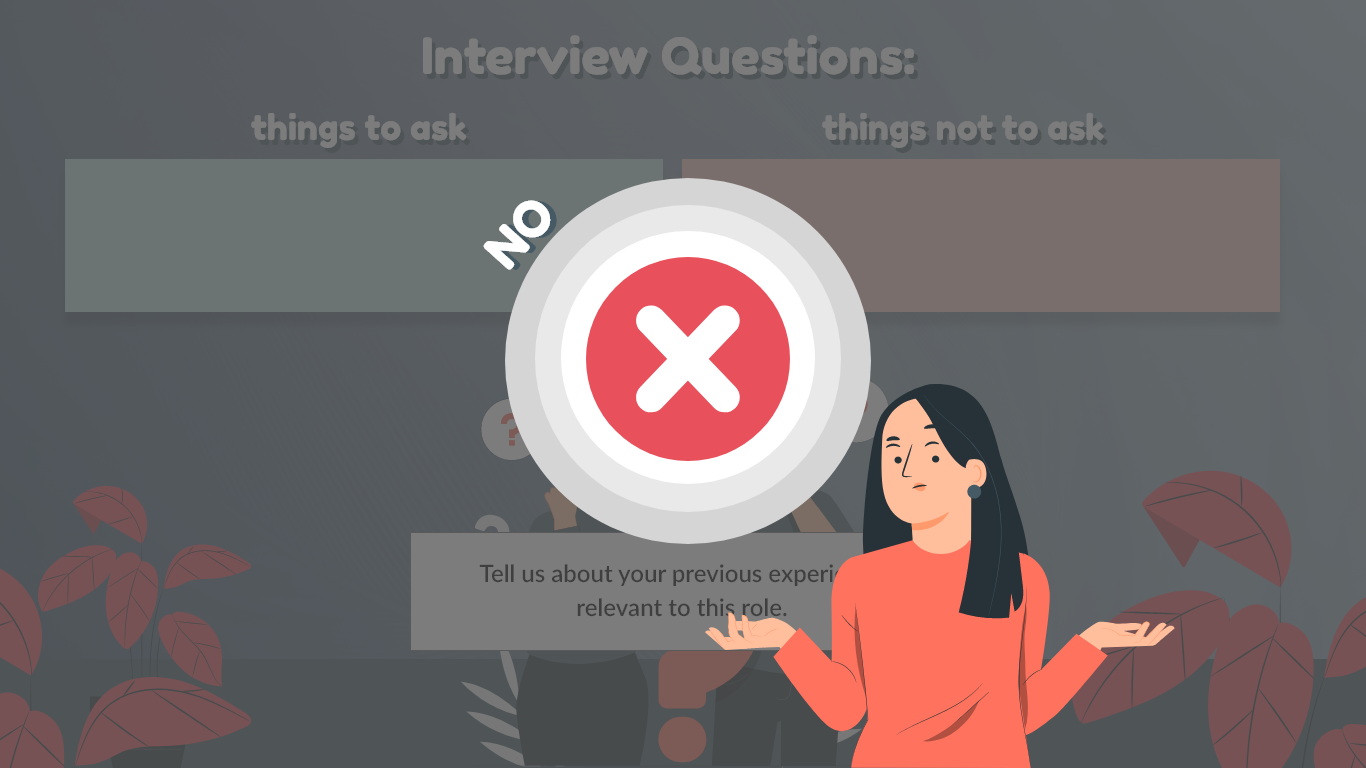 Interview Questions:
things to ask
things not to ask
NO
?
?
Tell us about your previous
relevant to this role.